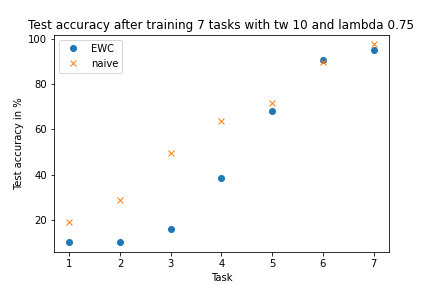 Test accuracy after training 7 tasks with tw 10 and lambda 0.75
100
80
60
40
20
Test accuracy in %
EWC
naive
1 2 3 4 5 6 7
Task